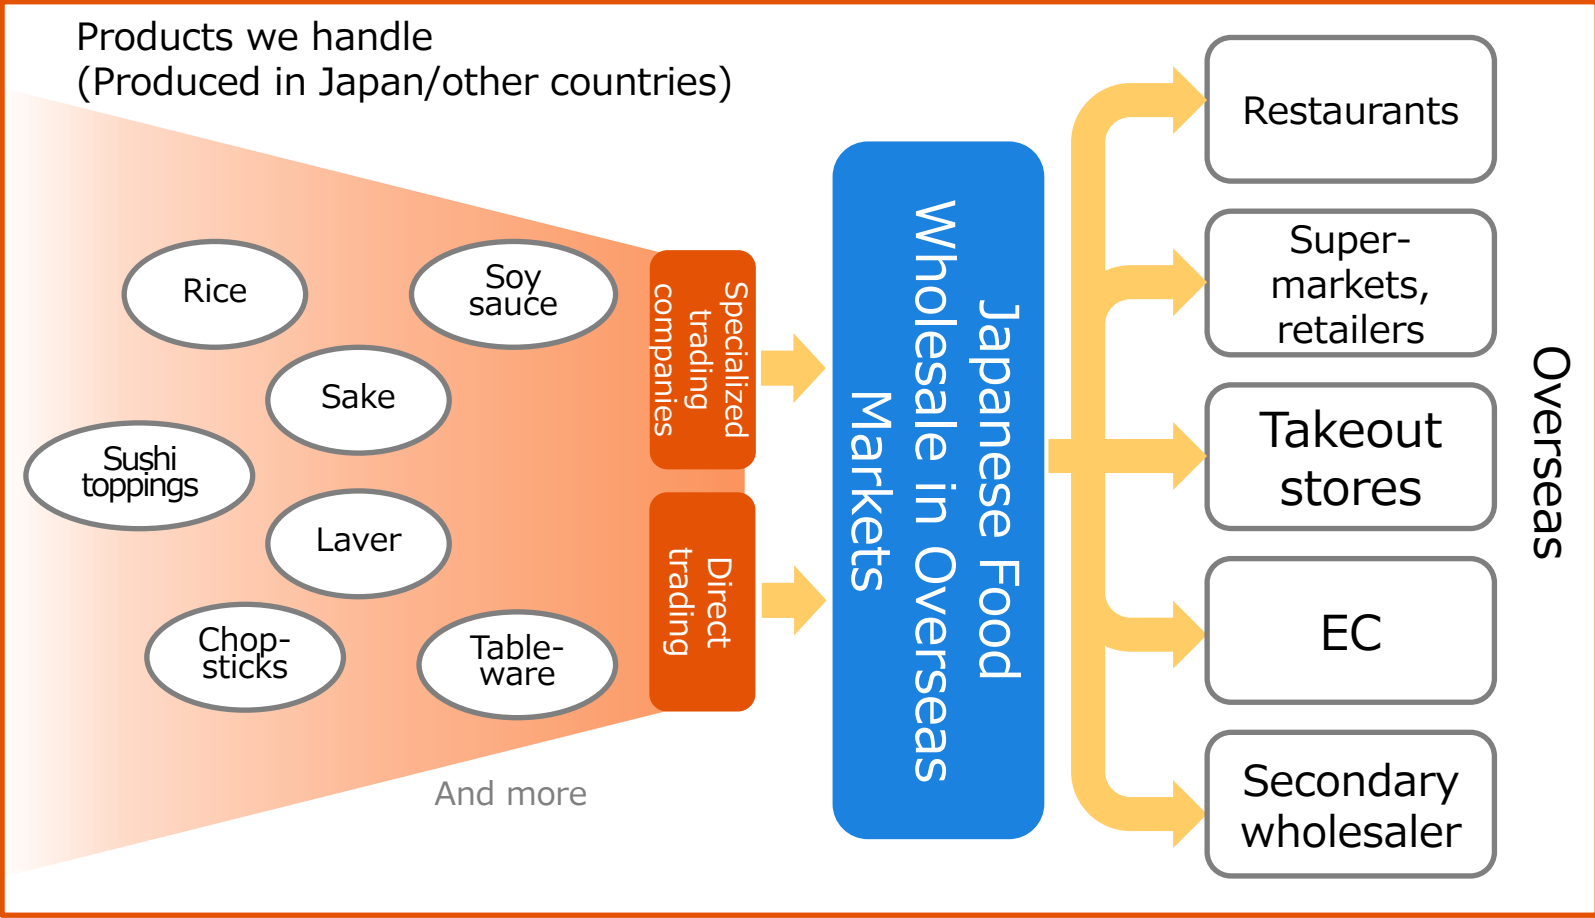 Products we handle
(Produced in Japan/other countries)
Rice
Soy
sauce
Sake
Sushi
toppings
Laver
Chop-
sticks
Table-
ware
And more
Specialized
trading
companies
Direct
trading
Japanese Food
Wholesale in Overseas
Markets
Restaurants
Super-
markets,
retailers
Takeout
stores
EC
Secondary
wholesaler
Overseas